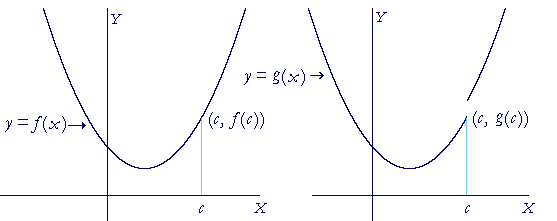 Y
y = f(x)
(c, f(c))
c
X
Y
y = g(x)
(c, g(c))
c
X